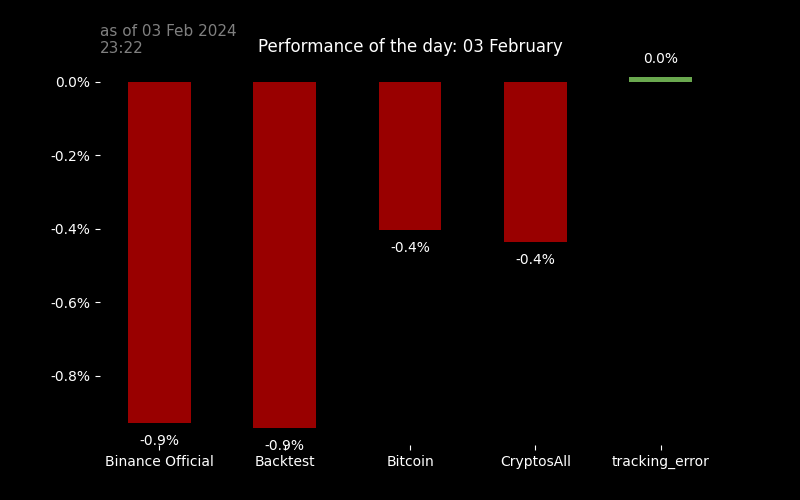 as of 03 Feb 2024
23:22
Performance of the day: 03 February
0.0%
0.0%
-0.2%
-0.4%
-0.4%
-0.4%
-0.6%
-0.8%
-0.9%
-0.9%
Binance Official
Backtest
Bitcoin
CryptosAll
tracking_error